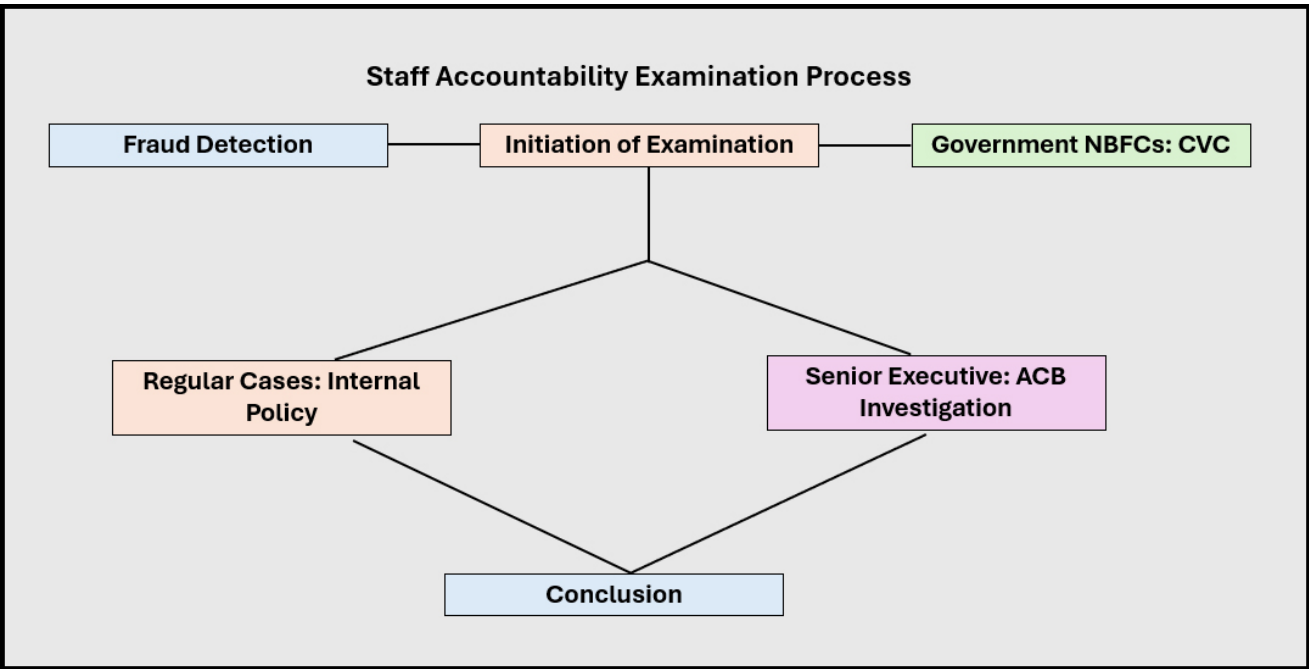 Staff Accountability Examination Process
Fraud Detection
Initiation of Examination
Government NBFCs: CVC
Regular Cases: Internal
Policy
Senior Executive: ACB
Investigation
Conclusion